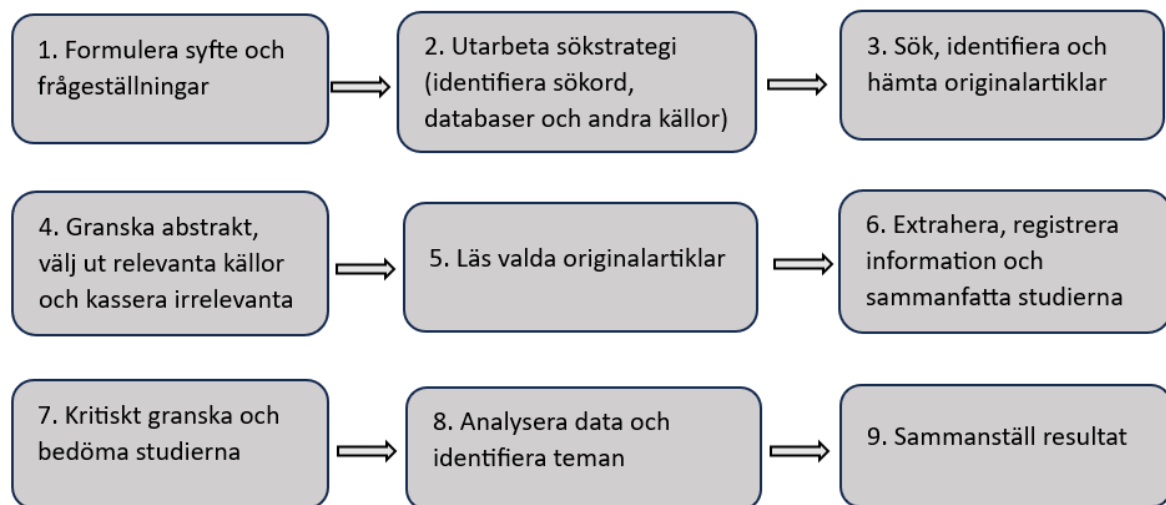 1. Formulera syfte och
frågeställningar
2. Utarbeta sökstrategi
(identifiera sökord,
databaser och andra källor)
3. Sök, identifiera och
hämta originalartiklar
4. Granska abstrakt,
välj ut relevanta källor
och kassera irrelevanta
5. Läs valda originalartiklar
6. Extrahera, registrera
information och
sammanfatta studierna
7. Kritiskt granska och
bedöma studierna
8. Analysera data och
identifiera teman
9. Sammanställ resultat